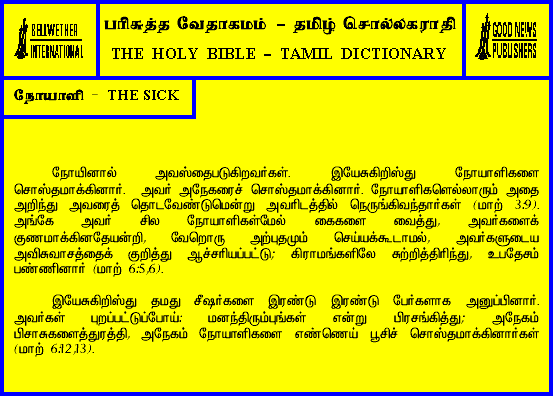 BELLWETHER
INTERNATIONAL
பரிசுத்த வேதாகமம் - தமிழ் சொல்லகராதி
THE HOLY BIBLE - TAMIL DICTIONARY
GOOD NEWS
PUBLISHERS
நோயாளி - THE SICK
நோயினால் அவஸ்தைபடுகிறவர்கள். இயேசுகிறிஸ்து நோயாளிகளை
சொஸ்தமாக்கினார். அவர் அநேகரைச் சொஸ்தமாக்கினார். நோயாளிகளெல்லாரும் அதை
அறிந்து அவரைத் தொடவேண்டுமென்று அவரிடத்தில் நெருங்கிவந்தார்கள் (மாற் 3:9).
அங்கே அவர் சில நோயாளிகள்மேல் கைகளை வைத்து, அவர்களைக்
குணமாக்கினதேயன்றி, வேறொரு அற்புதமும் செய்யக்கூடாமல், அவர்களுடைய
அவிசுவாசத்தைக் குறித்து ஆச்சரியப்பட்டு; கிராமங்களிலே சுற்றித்திரிந்து, உபதேசம்
பண்ணினார் (மாற் 6:5,6).
இயேசுகிறிஸ்து தமது சீஷர்களை இரண்டு இரண்டு பேர்களாக அனுப்பினார்.
அவர்கள் புறப்பட்டுப்போய்: மனந்திரும்புங்கள் என்று பிரசங்கித்து; அநேகம்
பிசாசுகளைத்துரத்தி, அநேகம் நோயாளிகளை எண்ணெய் பூசிச் சொஸ்தமாக்கினார்கள்
(மாற் 6:12,13).